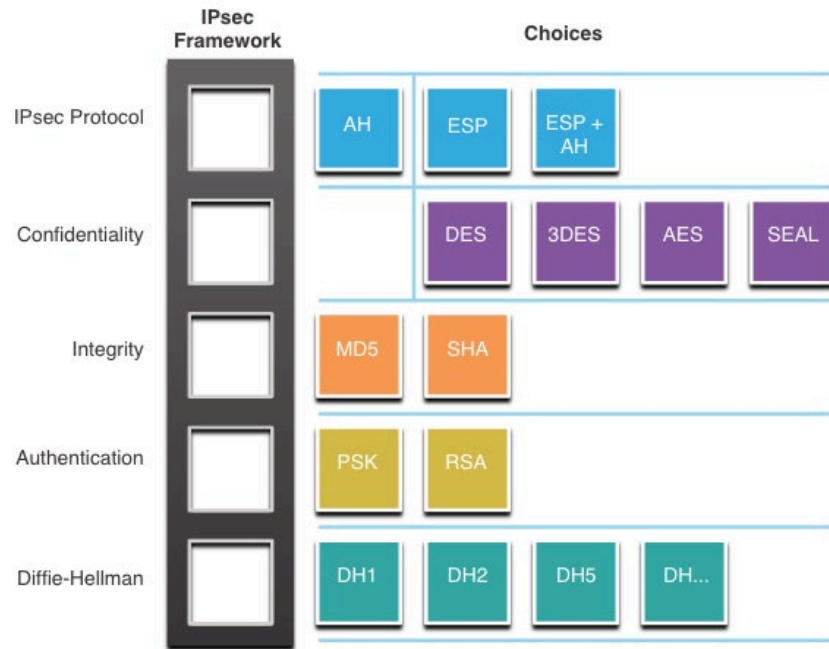 IPsec
Framework
Choices
IPsec Protocol
AH
ESP
ESP +
AH
Confidentiality
DES
3DES
AES
SEAL
Integrity
MD5
SHA
Authentication
PSK
RSA
Diffie-Hellman
DH1
DH2
DH5
DH...